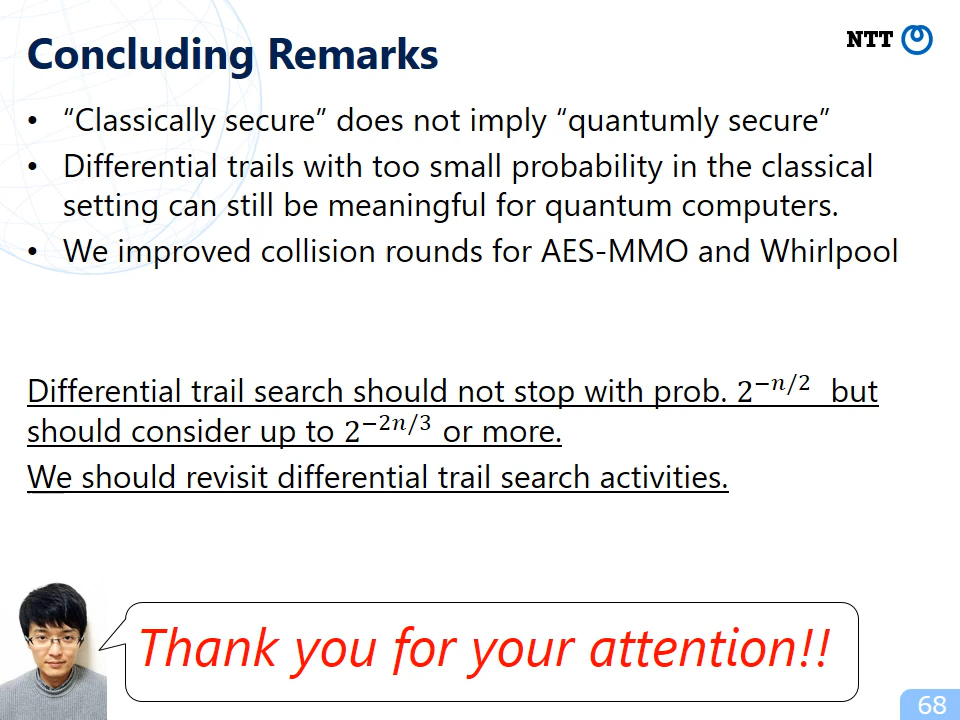 Concluding Remarks
NTT
• “Classically secure” does not imply “quantumly secure”
• Differential trails with too small probability in the classical
setting can still be meaningful for quantum computers.
• We improved collision rounds for AES-MMO and Whirlpool
Differential trail search should not stop with prob. 2^{−n/2} but
should consider up to 2^{−2n/3} or more.
We should revisit differential trail search activities.
Thank you for your attention!!
68